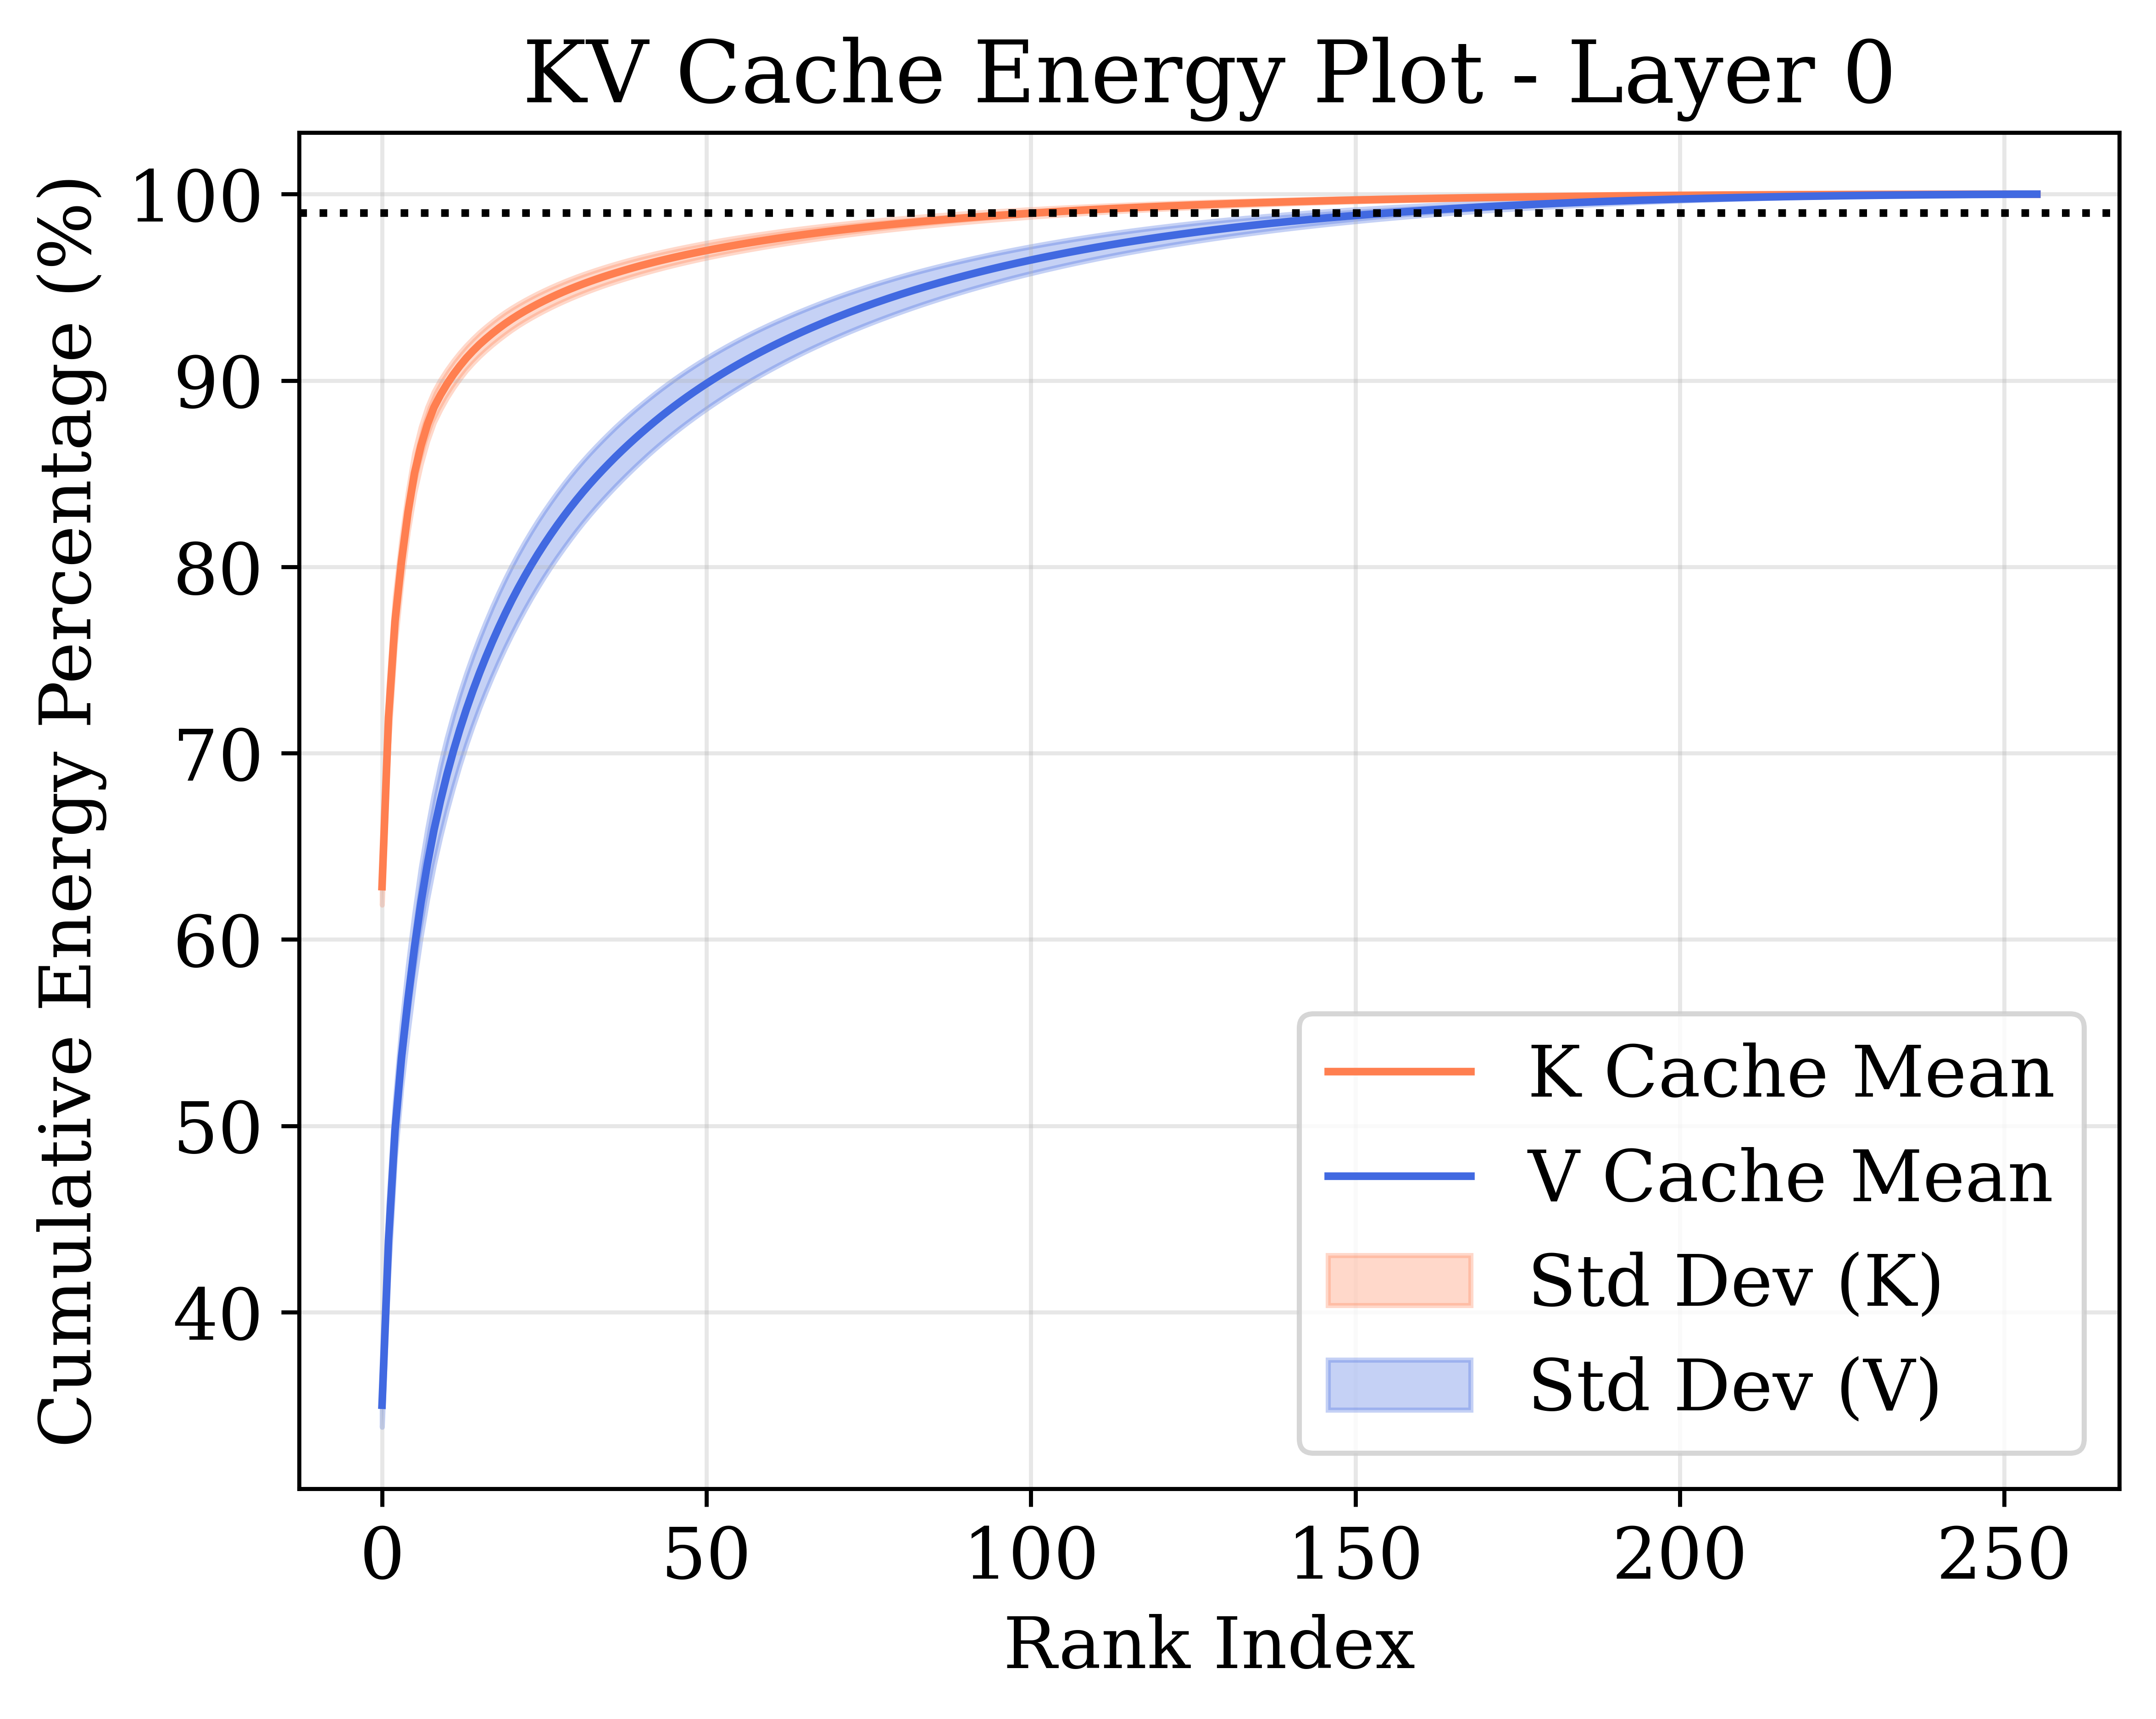 KV Cache Energy Plot - Layer 0
Cumulative Energy Percentage (%)
100
90
80
70
60
50
40
K Cache Mean
V Cache Mean
Std Dev (K)
Std Dev (V)
0 50 100 150 200 250
Rank Index